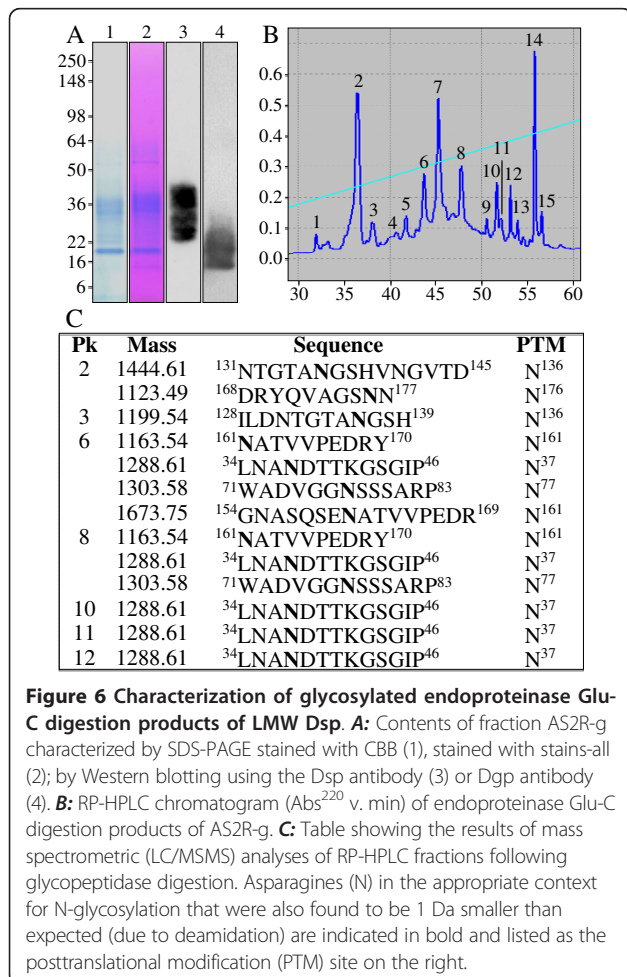 A
1 2 3 4
250
148
98
64
50
36
22
16
6
B
0.6
0.5
0.4
0.3
0.2
0.1
0.0
1
2
3
4
5
6
7
8
9
10
11
12
13
14
15
30 35 40 45 50 55 60
C
Pk Mass Sequence PTM
2 1444.61 ¹³¹NTGTANGSHVNGVTD¹⁴⁵ N¹³⁶
1123.49 ¹⁶⁸DRYQVAGSNN¹⁷⁷ N¹⁷⁶
3 1199.54 ¹²⁸ILDNTGTANGSH¹³⁹ N¹³⁶
6 1163.54 ¹⁶¹NATVVPEDRY¹⁷⁰ N¹⁶¹
1288.61 ³⁴LNANDTTKGSGIP⁴⁶ N³⁷
1303.58 ⁷¹WADVGGNSSSARP⁸³ N⁷⁷
1673.75 ¹⁵⁴GNASQSENATVVPEDR¹⁶⁹ N¹⁶¹
8 1163.54 ¹⁶¹NATVVPEDRY¹⁷⁰ N¹⁶¹
1288.61 ³⁴LNANDTTKGSGIP⁴⁶ N³⁷
1303.58 ⁷¹WADVGGNSSSARP⁸³ N⁷⁷
10 1288.61 ³⁴LNANDTTKGSGIP⁴⁶ N³⁷
11 1288.61 ³⁴LNANDTTKGSGIP⁴⁶ N³⁷
12 1288.61 ³�4LNANDTTKGSGIP⁴⁶ N³⁷
Figure 6 Characterization of glycosylated endoproteinase Glu-
C digestion products of LMW Dsp. A: Contents of fraction AS2R-g
characterized by SDS-PAGE stained with CBB (1), stained with stains-all
(2); by Western blotting using the Dsp antibody (3) or Dgp antibody
(4). B: RP-HPLC chromatogram (Abs²²⁰ v. min) of endoproteinase Glu-C
digestion products of AS2R-g. C: Table showing the results of mass
spectrometric (LC/MSMS) analyses of RP-HPLC fractions following
glycopeptidase digestion. Asparagines (N) in the appropriate context
for N-glycosylation that were also found to be 1 Da smaller than
expected (due to deamidation) are indicated in bold and listed as the
posttranslational modification (PTM) site on the right.